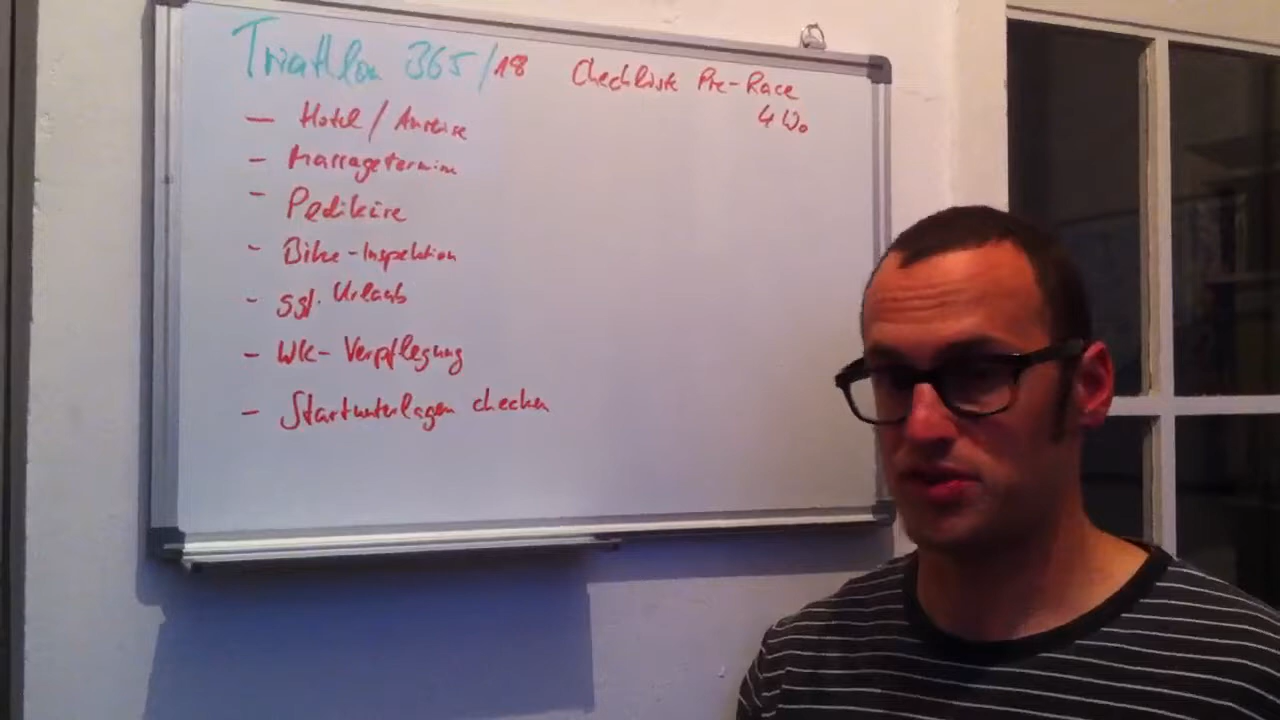 Triathlon 365/18 Checkliste Pre-Race
4 Wo
- Hotel / Anreise
- Massagetermin
- Pediküre
- Bike-Inspektion
- ggf. Urlaub
- WK- Verpflegung
- Startunterlagen checken